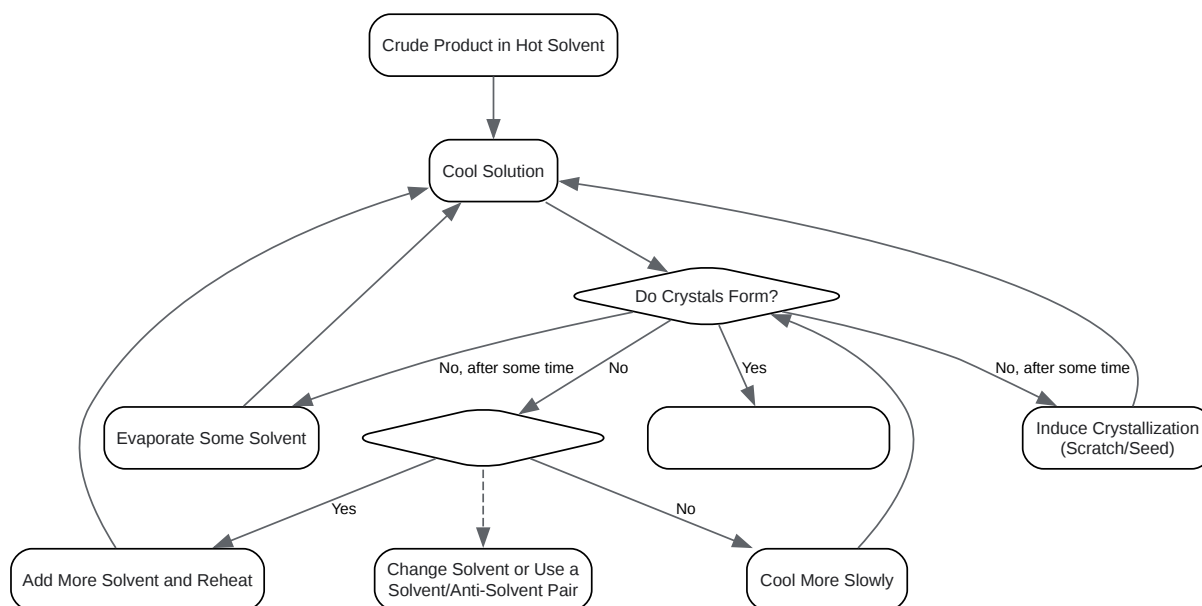 Crude Product in Hot Solvent
Cool Solution
Do Crystals Form?
No, after some time
No
Yes
No, after some time
Evaporate Some Solvent
Induce Crystallization
(Scratch/Seed)
Yes
No
Add More Solvent and Reheat
Change Solvent or Use a
Solvent/Anti-Solvent Pair
Cool More Slowly